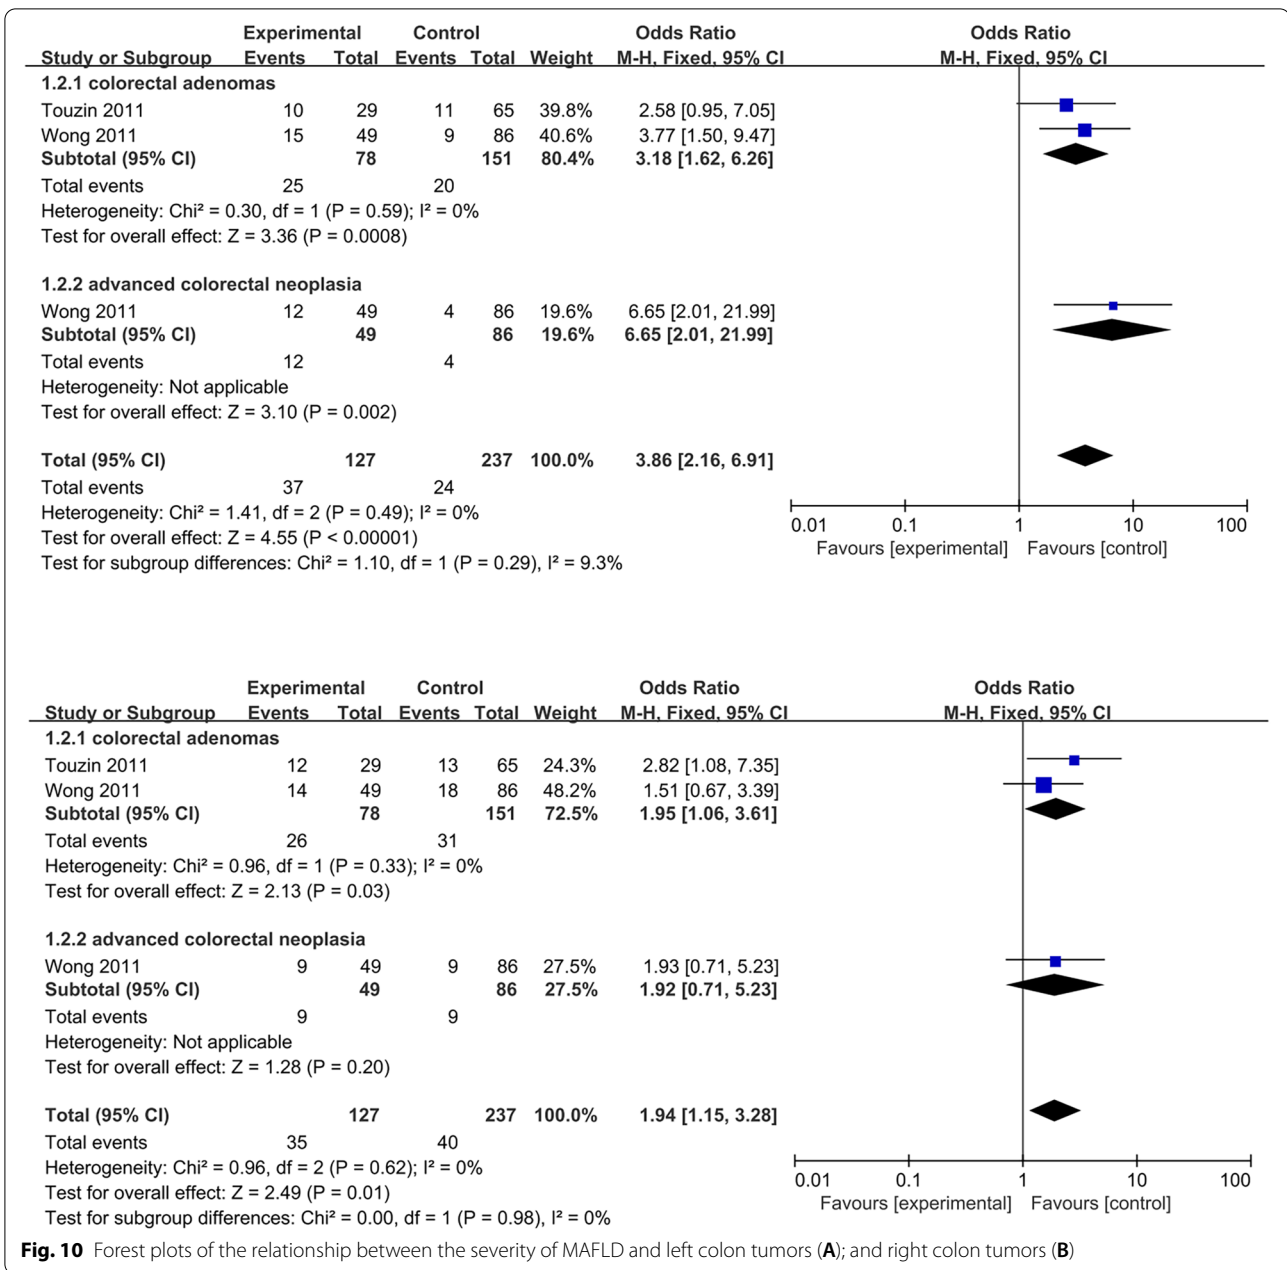 Experimental Control Odds Ratio Odds Ratio
Study or Subgroup Events Total Events Total Weight M-H, Fixed, 95% CI M-H, Fixed, 95% CI
1.2.1 colorectal adenomas
Touzin 2011 10 29 11 65 39.8% 2.58 [0.95, 7.05]
Wong 2011 15 49 9 86 40.6% 3.77 [1.50, 9.47]
Subtotal (95% CI) 78 151 80.4% 3.18 [1.62, 6.26]
Total events 25 20
Heterogeneity: Chi² = 0.30, df = 1 (P = 0.59); I² = 0%
Test for overall effect: Z = 3.36 (P = 0.0008)
1.2.2 advanced colorectal neoplasia
Wong 2011 12 49 4 86 19.6% 6.65 [2.01, 21.99]
Subtotal (95% CI) 49 86 19.6% 6.65 [2.01, 21.99]
Total events 12 4
Heterogeneity: Not applicable
Test for overall effect: Z = 3.10 (P = 0.002)
Total (95% CI) 127 237 100.0% 3.86 [2.16, 6.91]
Total events 37 24
Heterogeneity: Chi² = 1.41, df = 2 (P = 0.49); I² = 0%
Test for overall effect: Z = 4.55 (P < 0.00001)
Test for subgroup differences: Chi² = 1.10, df = 1 (P = 0.29), I² = 9.3%
0.01 0.1 1 10 100
Favours [experimental] Favours [control]
Experimental Control Odds Ratio Odds Ratio
Study or Subgroup Events Total Events Total Weight M-H, Fixed, 95% CI M-H, Fixed, 95% CI
1.2.1 colorectal adenomas
Touzin 2011 12 29 13 65 24.3% 2.82 [1.08, 7.35]
Wong 2011 14 49 18 86 48.2% 1.51 [0.67, 3.39]
Subtotal (95% CI) 78 151 72.5% 1.95 [1.06, 3.61]
Total events 26 31
Heterogeneity: Chi² = 0.96, df = 1 (P = 0.33); I² = 0%
Test for overall effect: Z = 2.13 (P = 0.03)
1.2.2 advanced colorectal neoplasia
Wong 2011 9 49 9 86 27.5% 1.93 [0.71, 5.23]
Subtotal (95% CI) 49 86 27.5% 1.92 [0.71, 5.23]
Total events 9 9
Heterogeneity: Not applicable
Test for overall effect: Z = 1.28 (P = 0.20)
Total (95% CI) 127 237 100.0% 1.94 [1.15, 3.28]
Total events 35 40
Heterogeneity: Chi² = 0.96, df = 2 (P = 0.62); I² = 0%
Test for overall effect: Z = 2.49 (P = 0.01)
Test for subgroup differences: Chi² = 0.00, df = 1 (P = 0.98), I² = 0%
0.01 0.1 1 10 100
Favours [experimental] Favours [control]
Fig. 10 Forest plots of the relationship between the severity of MAFLD and left colon tumors (A); and right colon tumors (B)